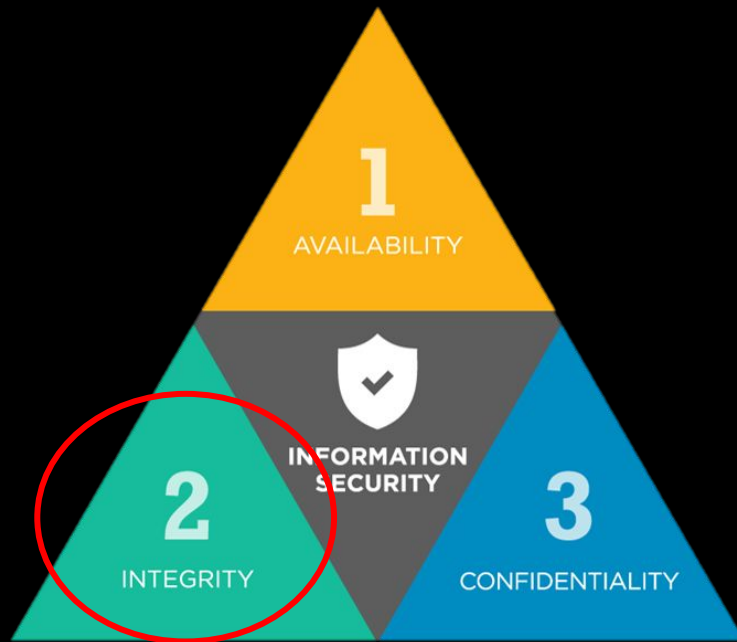 1
AVAILABILITY
INFORMATION
SECURITY
2
INTEGRITY
3
CONFIDENTIALITY